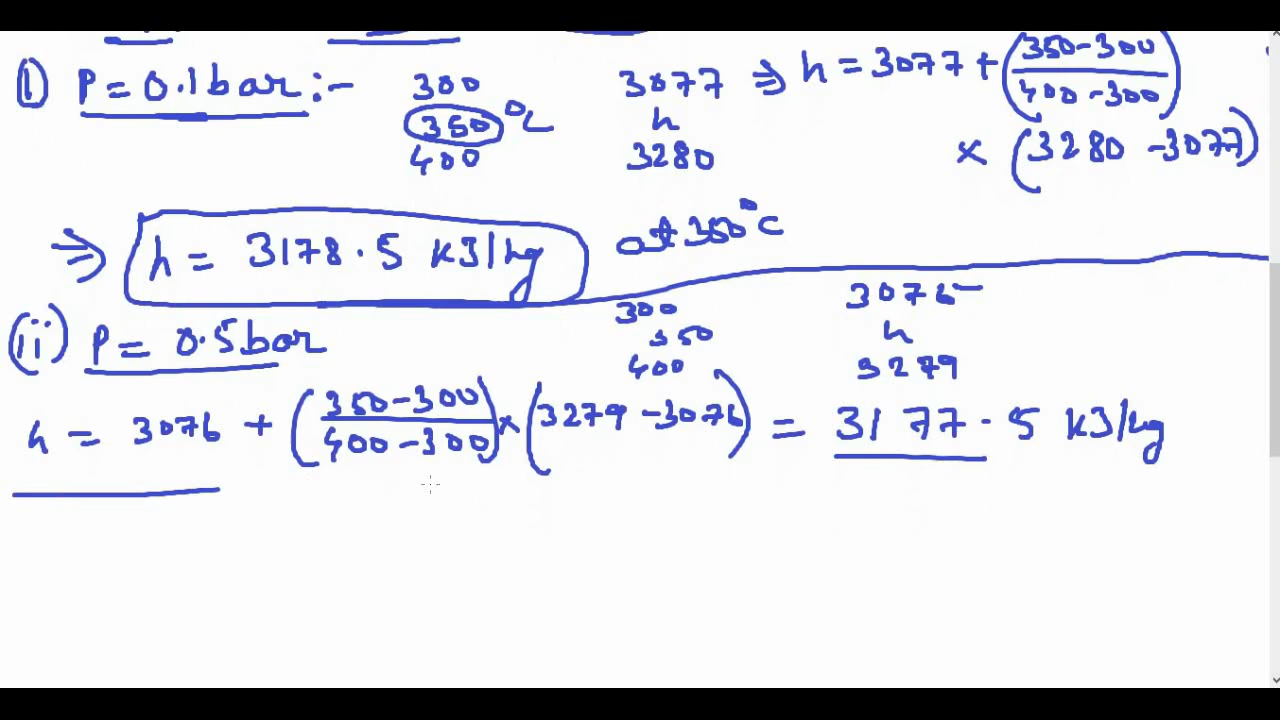 (i) P = 0.1 bar :- 300 3077 ⇒ h = 3077 + (350-300
350 °C h 400-300)
400 3280 × (3280 - 3077)
⇒ h = 3178.5 kJ/kg at 350°C
300 3076
(ii) P = 0.5 bar 350 h
400 3279
h = 3076 + (350-300
400-300) × (3279 - 3076) = 3177.5 kJ/kg